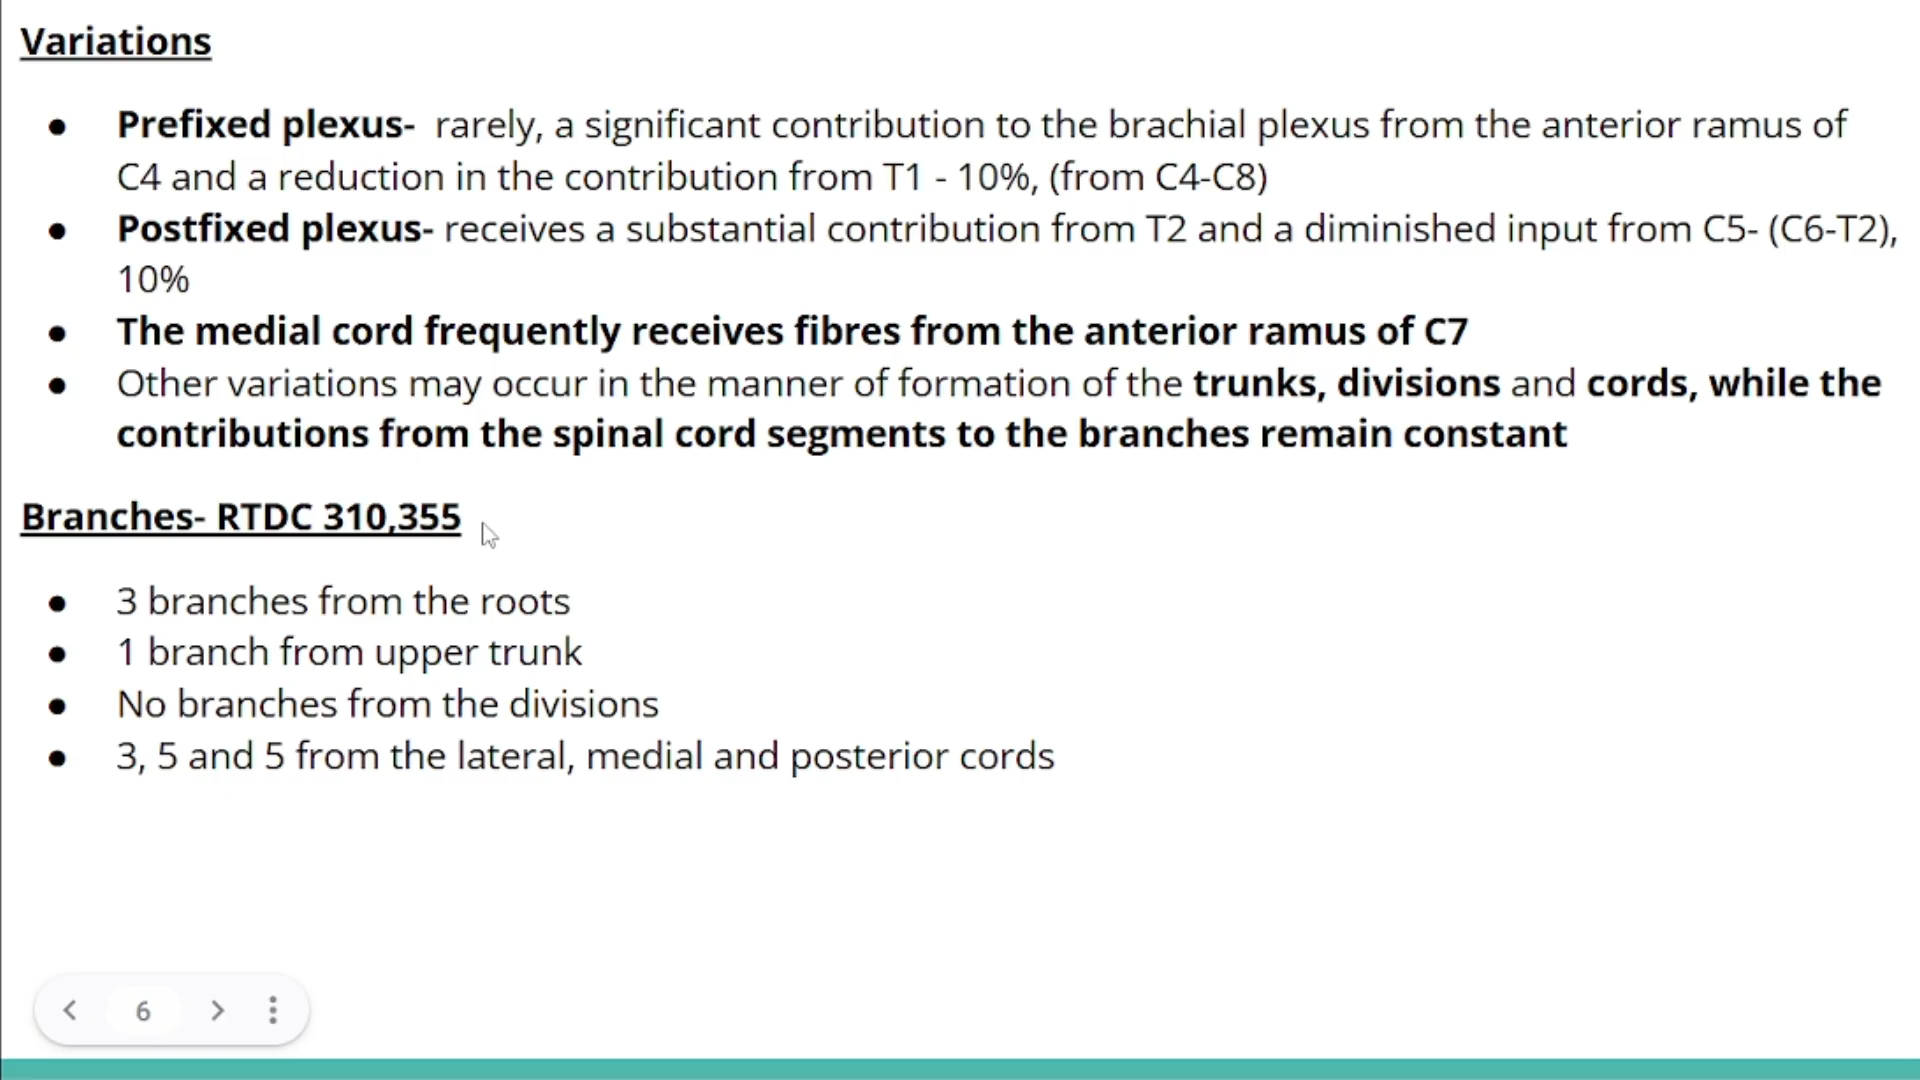 Variations
● Prefixed plexus- rarely, a significant contribution to the brachial plexus from the anterior ramus of
C4 and a reduction in the contribution from T1 - 10%, (from C4-C8)
● Postfixed plexus- receives a substantial contribution from T2 and a diminished input from C5- (C6-T2),
10%
● The medial cord frequently receives fibres from the anterior ramus of C7
● Other variations may occur in the manner of formation of the trunks, divisions and cords, while the
contributions from the spinal cord segments to the branches remain constant
Branches- RTDC 310,355
● 3 branches from the roots
● 1 branch from upper trunk
● No branches from the divisions
● 3, 5 and 5 from the lateral, medial and posterior cords
6